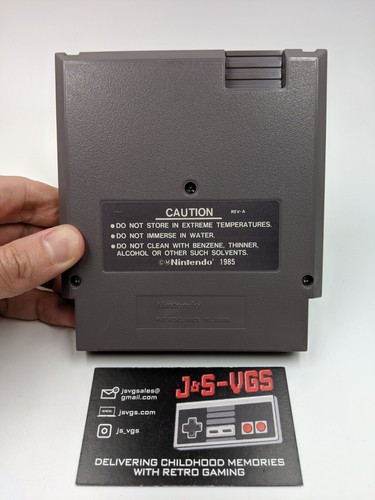 CAUTION REV-A
●DO NOT STORE IN EXTREME TEMPERATURES.
●DO NOT IMMERSE IN WATER.
●DO NOT CLEAN WITH BENZENE, THINNER,
ALCOHOL OR OTHER SUCH SOLVENTS.
©Ⓜ Nintendo® 1985
Nintendo
J&S-VGS
jsvgsales@
gmail.com
jsvgs.com
js_vgs
DELIVERING CHILDHOOD MEMORIES
WITH RETRO GAMING